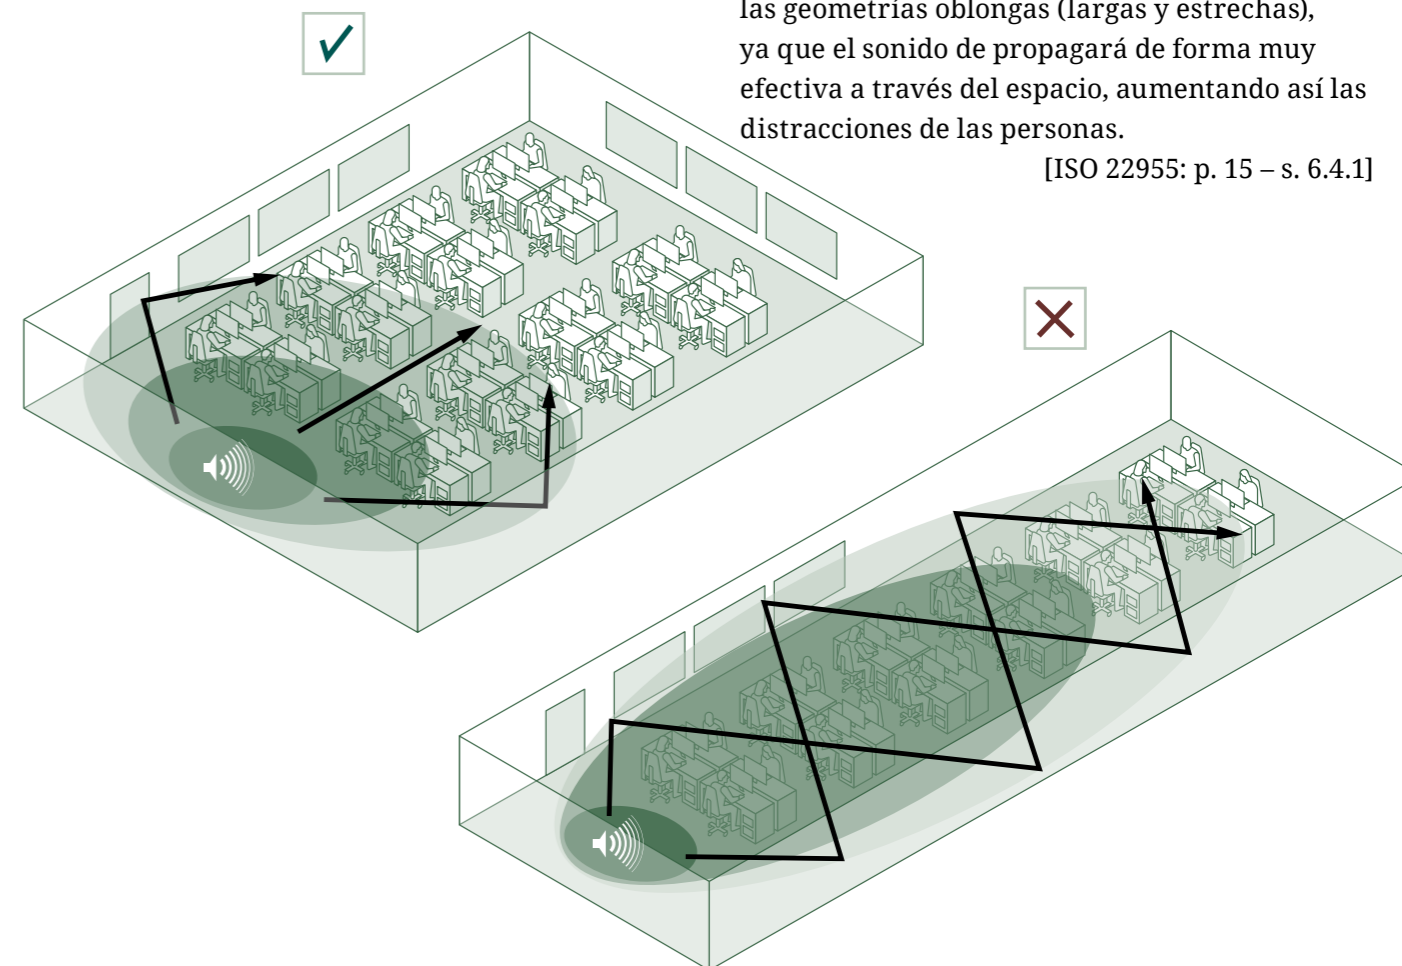 las geometrías oblongas (largas y estrechas),
ya que el sonido de propagará de forma muy
efectiva a través del espacio, aumentando así las
distracciones de las personas.
[ISO 22955: p. 15 – s. 6.4.1]